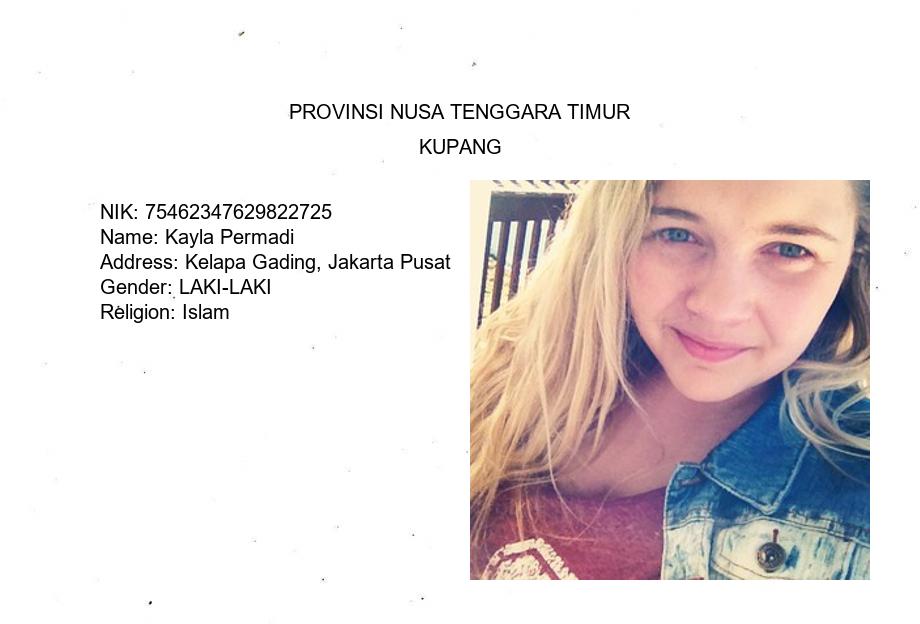 PROVINSI NUSA TENGGARA TIMUR
KUPANG
NIK: 75462347629822725
Name: Kayla Permadi
Address: Kelapa Gading, Jakarta Pusat
Gender: LAKI-LAKI
Religion: Islam